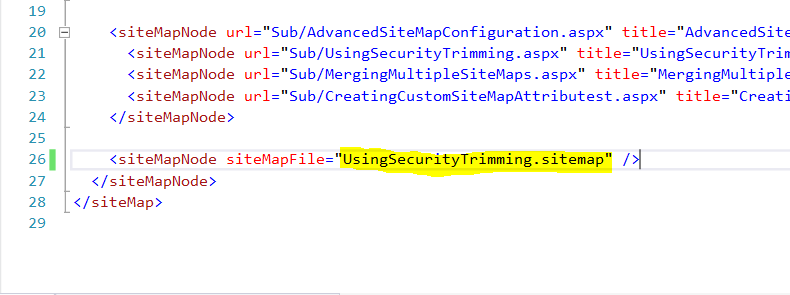 19
20 <siteMapNode url="Sub/AdvancedSiteMapConfiguration.aspx" title="AdvancedSite
21 <siteMapNode url="Sub/UsingSecurityTrimming.aspx" title="UsingSecurityTrim
22 <siteMapNode url="Sub/MergingMultipleSiteMaps.aspx" title="MergingMultiple
23 <siteMapNode url="Sub/CreatingCustomSiteMapAttributest.aspx" title="Creati
24 </siteMapNode>
25
26 <siteMapNode siteMapFile="UsingSecurityTrimming.sitemap" />
27 </siteMapNode>
28 </siteMap>
29